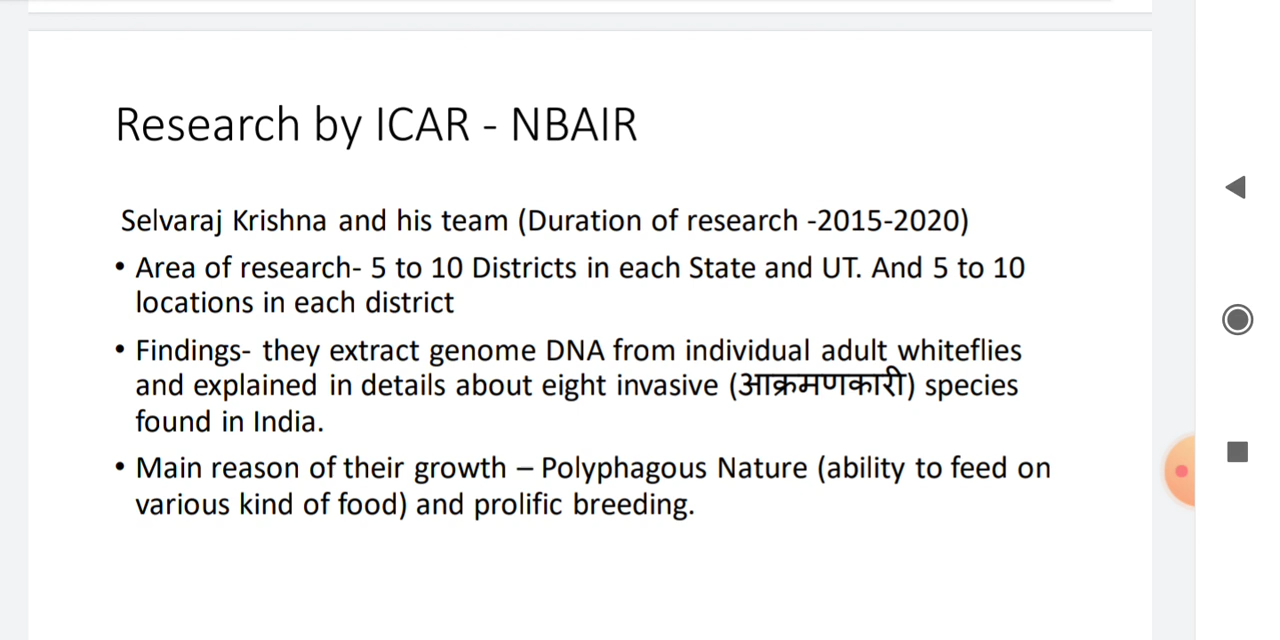 Research by ICAR - NBAIR
Selvaraj Krishna and his team (Duration of research -2015-2020)
• Area of research- 5 to 10 Districts in each State and UT. And 5 to 10
locations in each district
• Findings- they extract genome DNA from individual adult whiteflies
and explained in details about eight invasive (आक्रमणकारी) species
found in India.
• Main reason of their growth – Polyphagous Nature (ability to feed on
various kind of food) and prolific breeding.